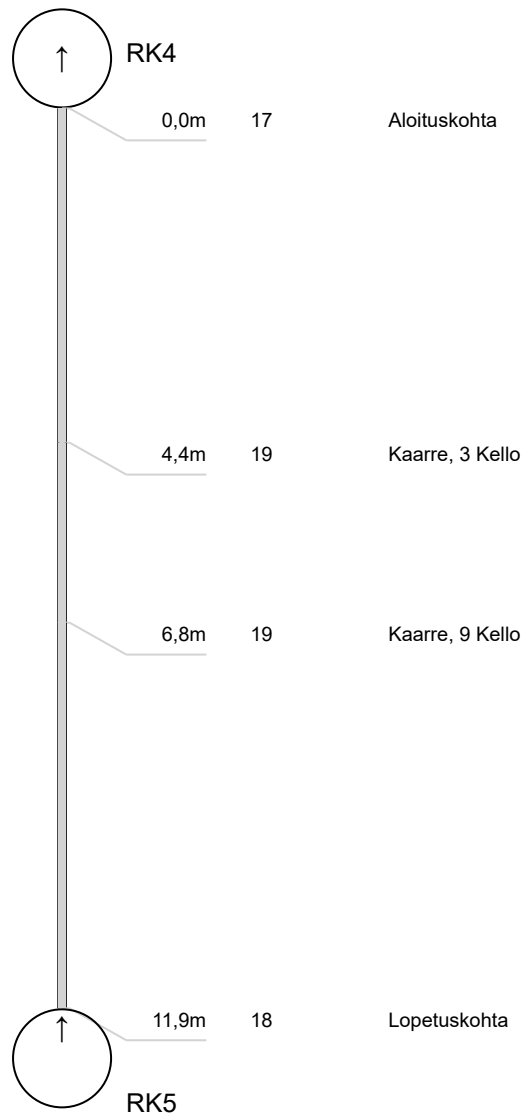 ↑ RK4
0,0m 17 Aloituskohta
4,4m 19 Kaarre, 3 Kello
6,8m 19 Kaarre, 9 Kello
11,9m 18 Lopetuskohta
↑
RK5